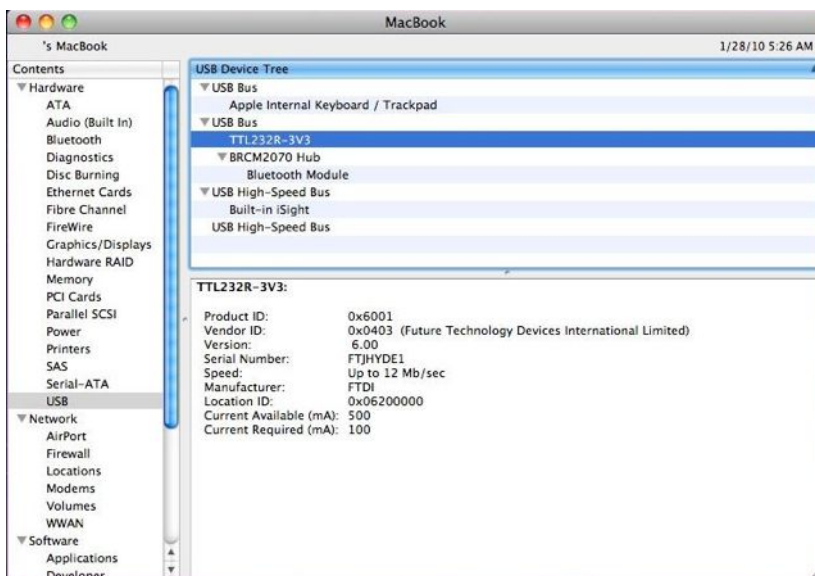 MacBook
's MacBook
1/28/10 5:26 AM
Contents
Hardware
ATA
Audio (Built In)
Bluetooth
Diagnostics
Disc Burning
Ethernet Cards
Fibre Channel
FireWire
Graphics/Displays
Hardware RAID
Memory
PCI Cards
Parallel SCSI
Power
Printers
SAS
Serial-ATA
USB
Network
AirPort
Firewall
Locations
Modems
Volumes
WWAN
Software
Applications
Developer
USB Device Tree
USB Bus
Apple Internal Keyboard / Trackpad
USB Bus
TTL232R-3V3
BRCM2070 Hub
Bluetooth Module
USB High-Speed Bus
Built-in iSight
USB High-Speed Bus
TTL232R-3V3:
Product ID: 0x6001
Vendor ID: 0x0403 (Future Technology Devices International Limited)
Version: 6.00
Serial Number: FTJHYDE1
Speed: Up to 12 Mb/sec
Manufacturer: FTDI
Location ID: 0x06200000
Current Available (mA): 500
Current Required (mA): 100